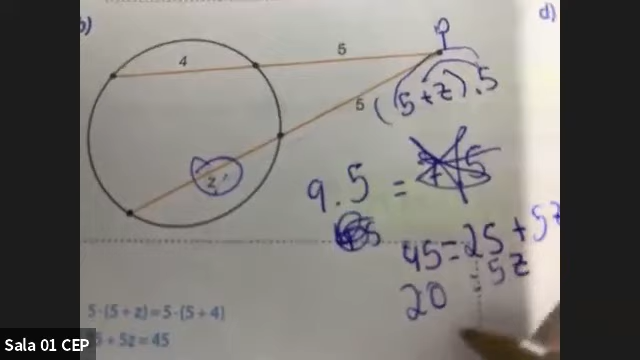 b)
d)
P
4
5
5
z
(5+z).5
9.5 =
45=25+5z
20 = 5z
5·(5+z)=5·(5+4)
5z=45
Sala 01 CEP